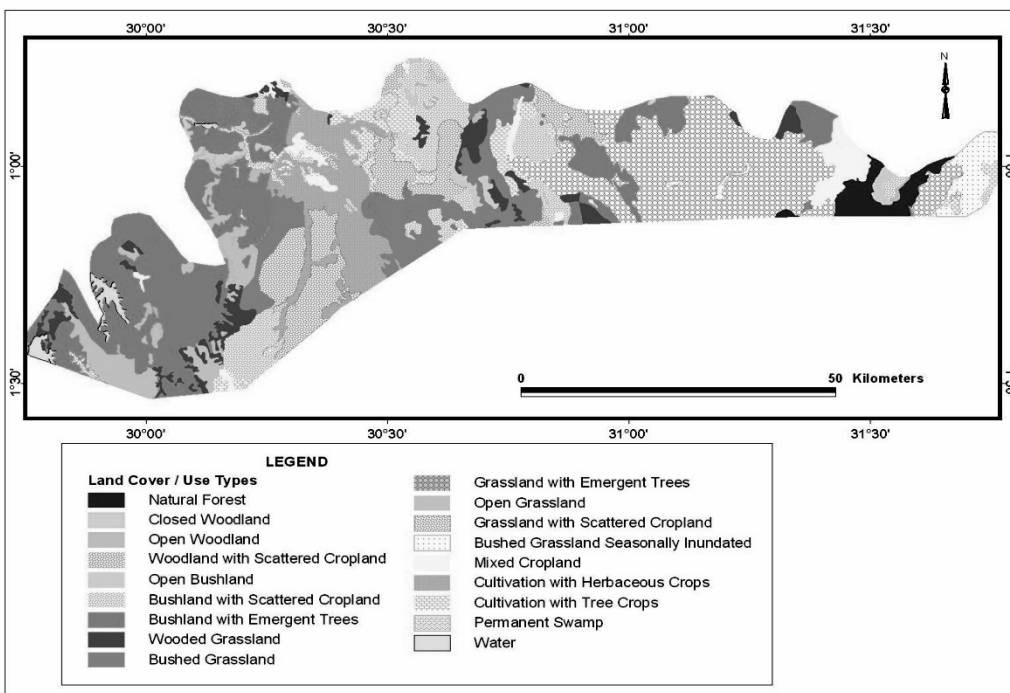 30°00'
30°30'
31°00'
31°30'
N
1°00'
1°30'
0
50 Kilometers
30°00'
30°30'
31°00'
31°30'
LEGEND
Land Cover / Use Types
Natural Forest
Closed Woodland
Open Woodland
Woodland with Scattered Cropland
Open Bushland
Bushland with Scattered Cropland
Bushland with Emergent Trees
Wooded Grassland
Bushed Grassland
Grassland with Emergent Trees
Open Grassland
Grassland with Scattered Cropland
Bushed Grassland Seasonally Inundated
Mixed Cropland
Cultivation with Herbaceous Crops
Cultivation with Tree Crops
Permanent Swamp
Water